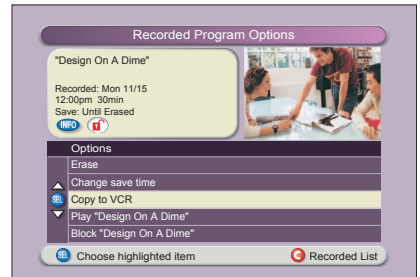 Recorded Program Options
"Design On A Dime"
Recorded: Mon 11/15
12:00pm 30min
Save: Until Erased
INFO
Options
Erase
Change save time
SEL Copy to VCR
Play "Design On A Dime"
Block "Design On A Dime"
SEL Choose highlighted item C Recorded List